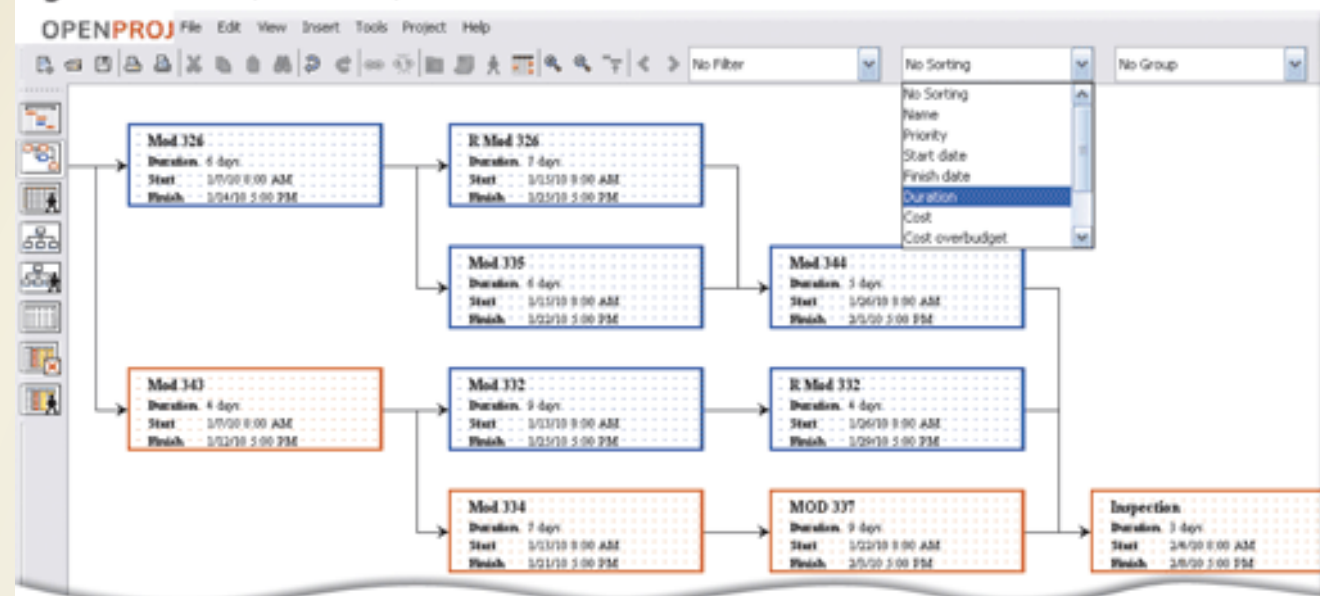 OPENPROJ File Edit View Insert Tools Project Help
No Filter No Sorting No Group
No Sorting
Name
Priority
Start date
Finish date
Duration
Cost
Cost overbudget
Mod 326
Duration 6 days
Start 1/7/10 8:00 AM
Finish 5:00 PM
R Mod 326
Duration 7 days
Start 1/15/10 8:00 AM
Finish 1/25/10 5:00 PM
Mod 335
Duration 6 days
Start 1/15/10 8:00 AM
Finish 1/22/10 5:00 PM
Mod 344
Duration 5 days
Start 1/26/10 8:00 AM
Finish 2/1/10 5:00 PM
Mod 343
Duration 4 days
Start 1/7/10 8:00 AM
Finish 1/12/10 5:00 PM
Mod 332
Duration 9 days
Start 1/13/10 8:00 AM
Finish 1/25/10 5:00 PM
R Mod 332
Duration 4 days
Start 1/26/10 8:00 AM
Finish 1/29/10 5:00 PM
Mod 334
Duration 7 days
Start 1/13/10 8:00 AM
Finish 1/21/10 5:00 PM
MOD 337
Duration 9 days
Start 1/22/10 8:00 AM
Finish 2/3/10 5:00 PM
Inspection
Duration 3 days
Start 2/4/10 8:00 AM
Finish 2/8/10 5:00 PM